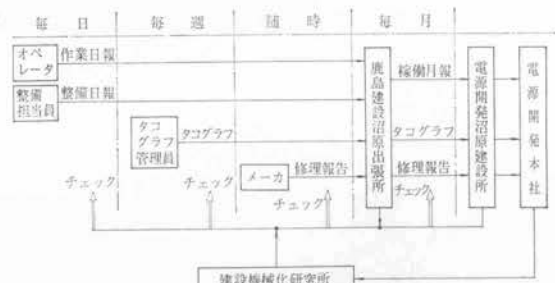 毎日 毎週 随時 毎月
オペレータ 作業日報
整備担当員 整備日報
タコグラフ管理員 タコグラフ
メーカ 修理報告
鹿島建設沼原出張所
稼働月報
タコグラフ
修理報告
電源開発沼原建設所
電源開発本社
チェック チェック チェック チェック
建設機械化研究所